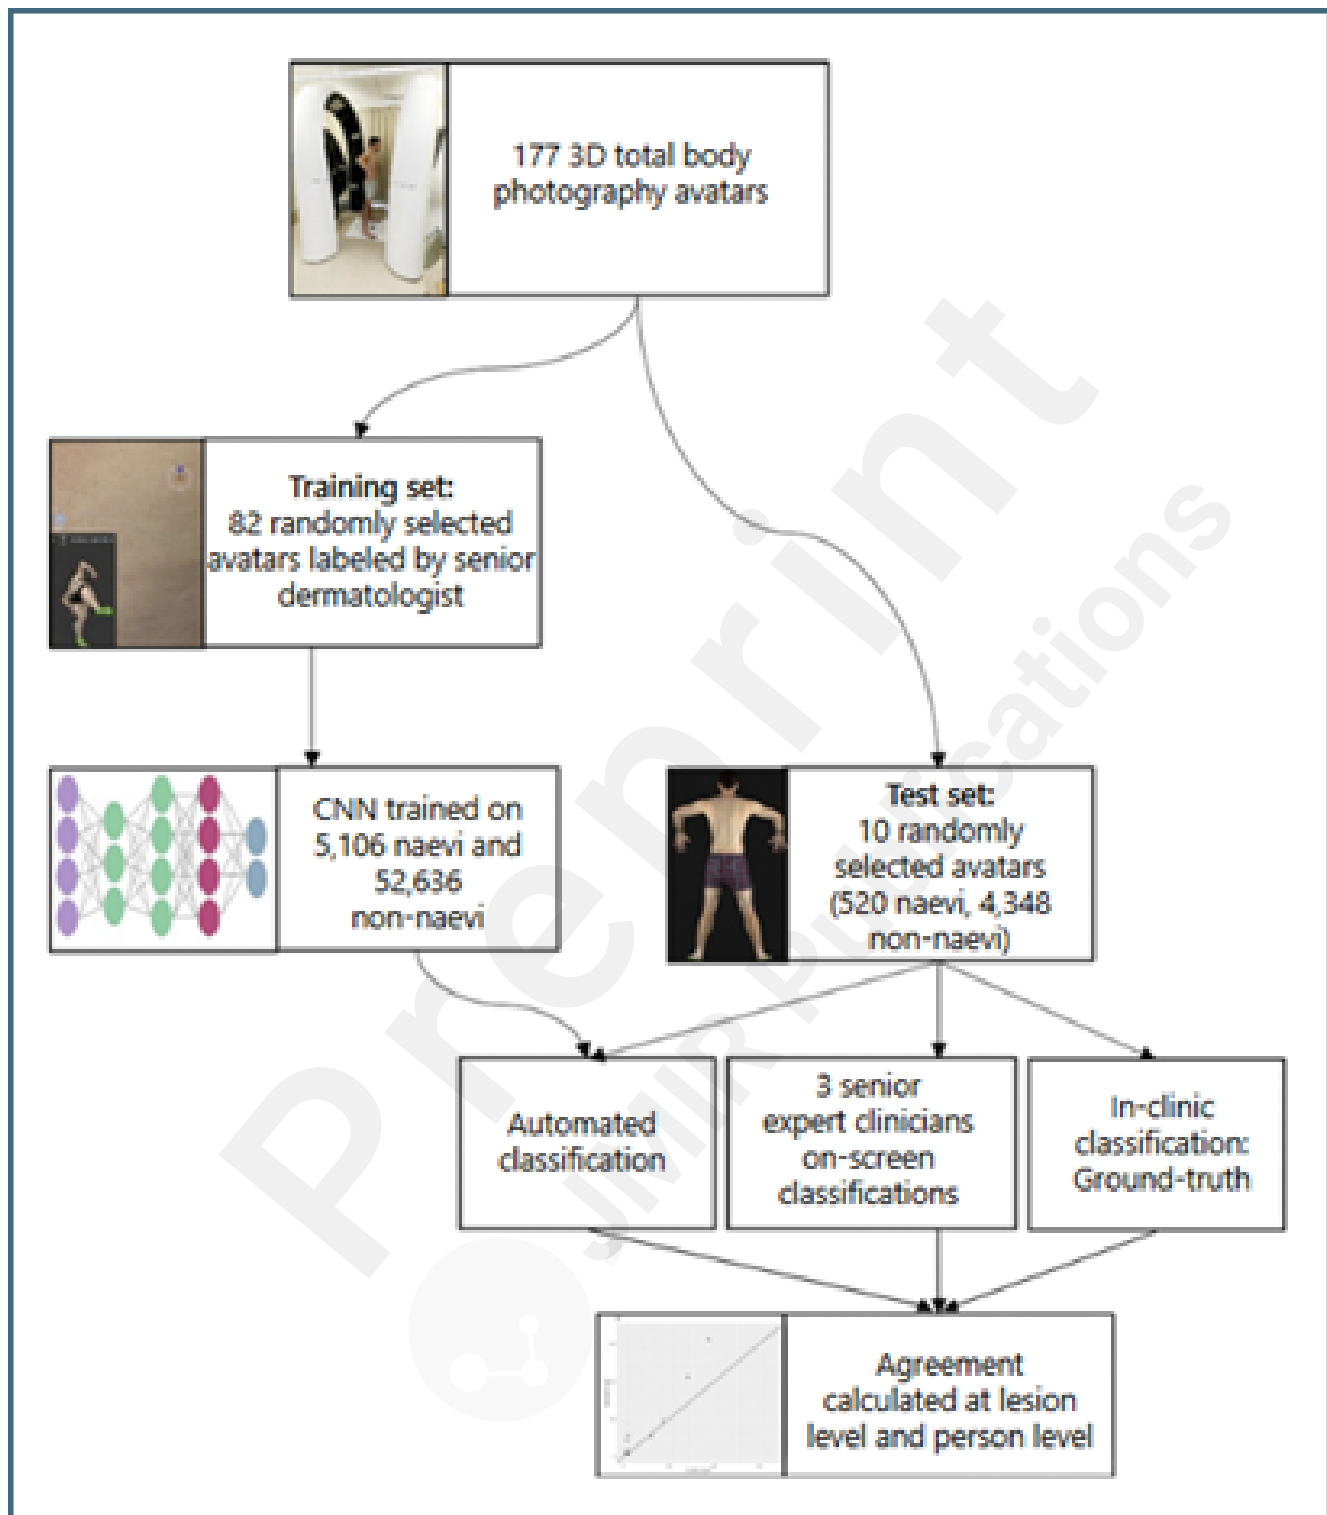 177 3D total body
photography avatars
Training set:
82 randomly selected
avatars labeled by senior
dermatologist
CNN trained on
5,106 naevi and
52,636
non-naevi
Test set:
10 randomly
selected avatars
(520 naevi, 4,348
non-naevi)
Automated
classification
3 senior
expert clinicians
on-screen
classifications
In-clinic
classification:
Ground-truth
Agreement
calculated at lesion
level and person level
Preprint
JMIR Publications